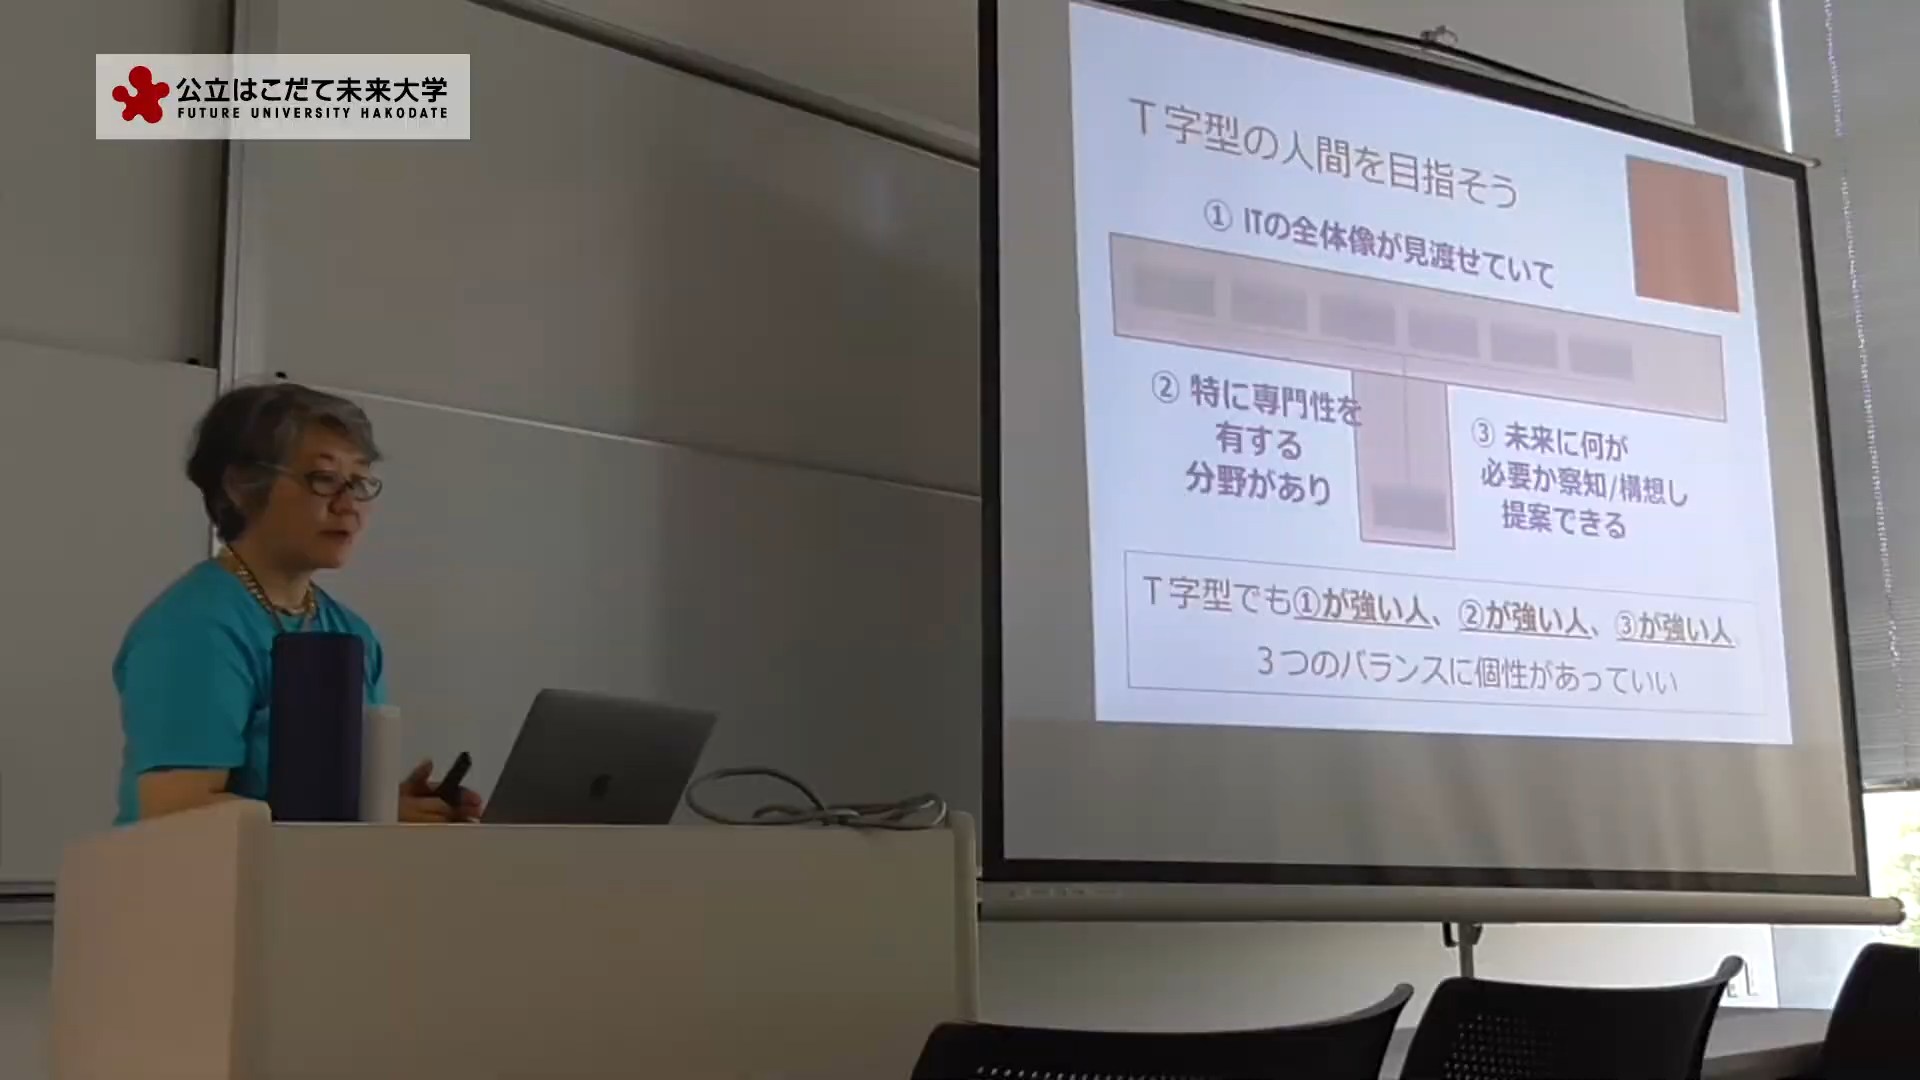 公立はこだて未来大学
FUTURE UNIVERSITY HAKODATE
T字型の人間を目指そう
① ITの全体像が見渡せていて
② 特に専門性を
有する
分野があり
③ 未来に何が
必要か察知/構想し
提案できる
T字型でも①が強い人、②が強い人、③が強い人
3つのバランスに個性があっていい